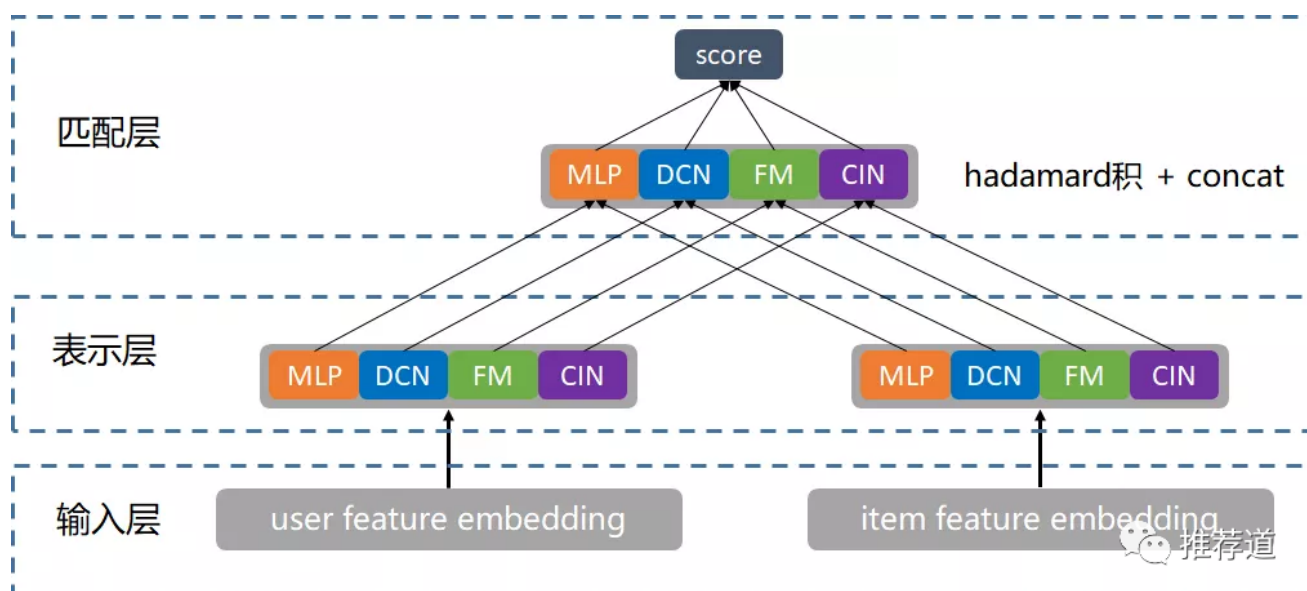 score
匹配层
MLP DCN FM CIN
hadamard积 + concat
表示层
MLP DCN FM CIN
MLP DCN FM CIN
输入层
user feature embedding
item feature embedding
推荐道